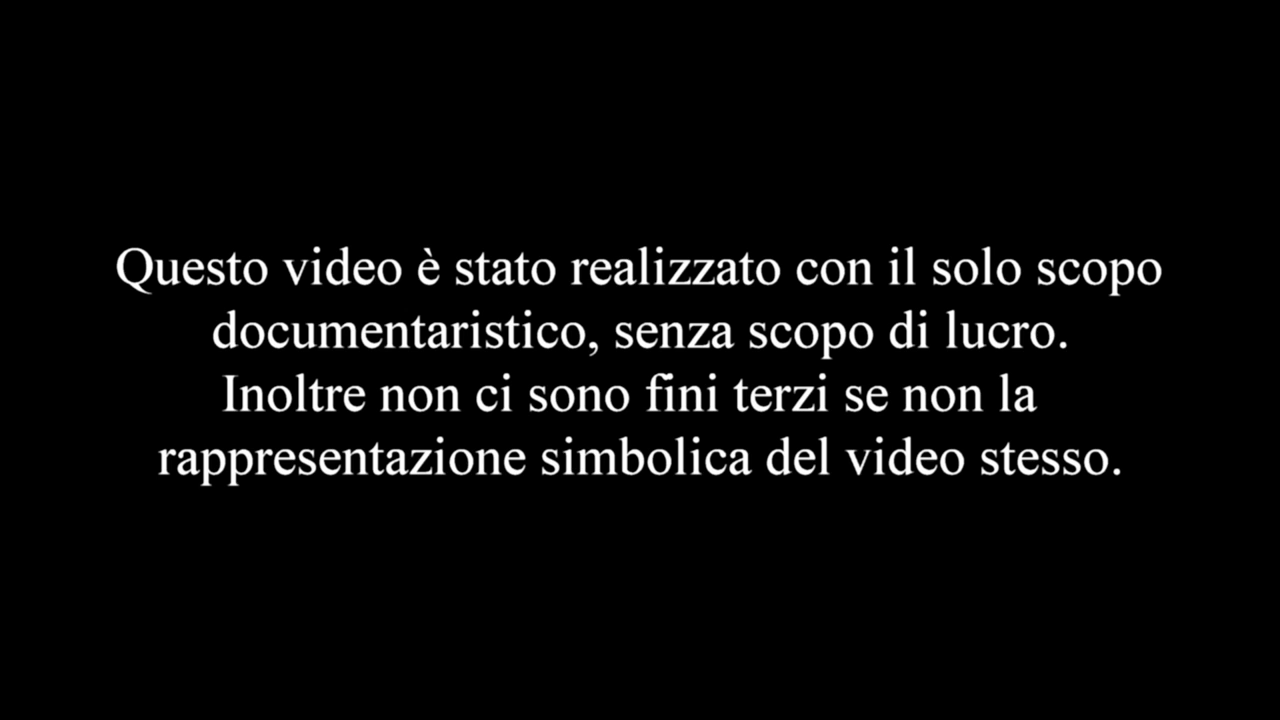 Questo video è stato realizzato con il solo scopo
documentaristico, senza scopo di lucro.
Inoltre non ci sono fini terzi se non la
rappresentazione simbolica del video stesso.